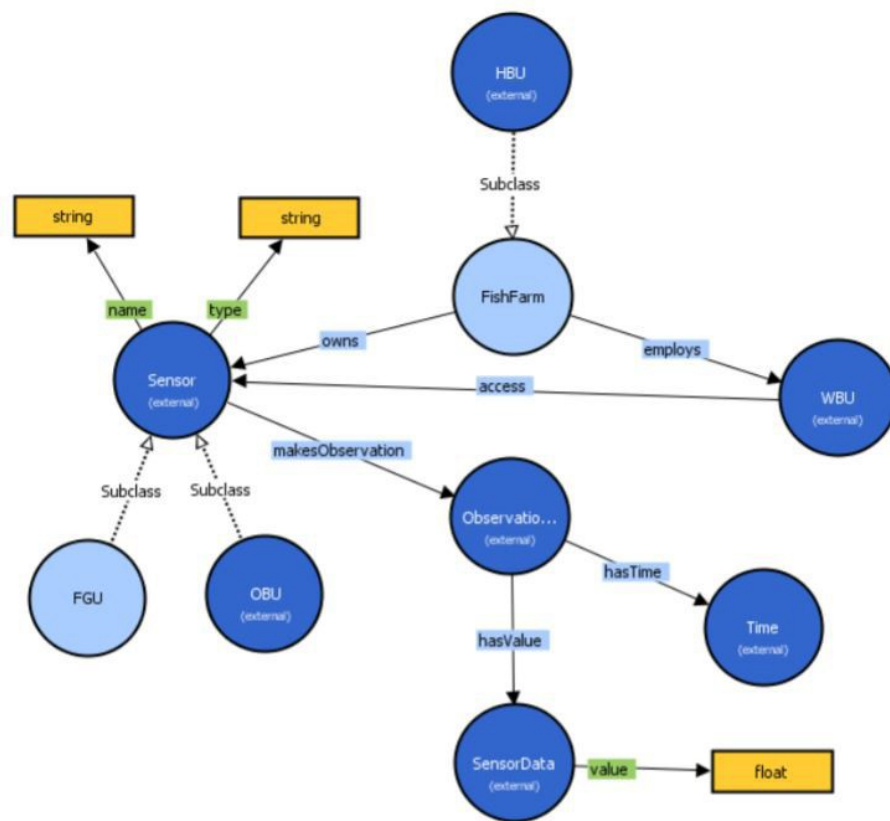 HBU
(external)
Subclass
string
string
FishFarm
name
type
owns
employs
Sensor
(external)
access
WBU
(external)
makesObservation
Subclass
Subclass
Observatio...
(external)
FGU
OBU
(external)
hasTime
hasValue
Time
(external)
SensorData
(external)
value
float